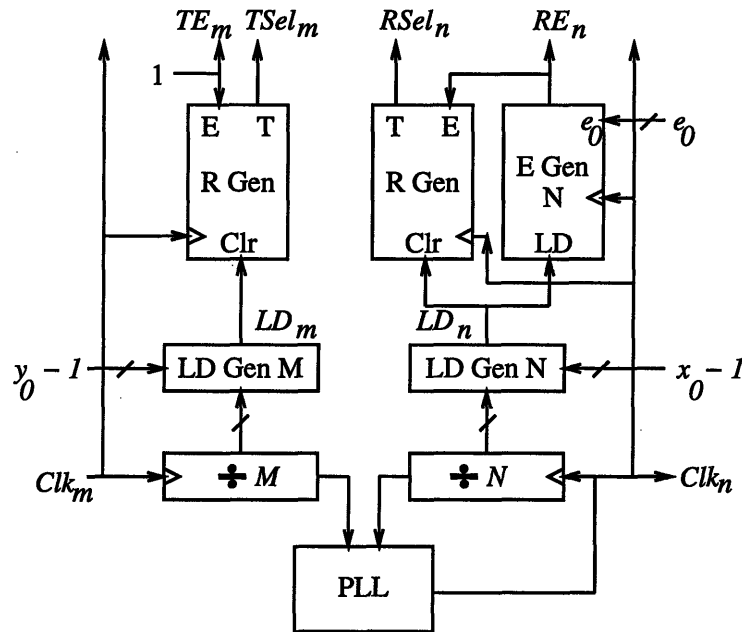 TE_m TSel_m RSel_n RE_n
1
E T T E e_0 e_0
R Gen R Gen E Gen N
Clr Clr LD
LD_m LD_n
y_0 - 1 LD Gen M LD Gen N x_0 - 1
Clk_m ÷ M ÷ N Clk_n
PLL